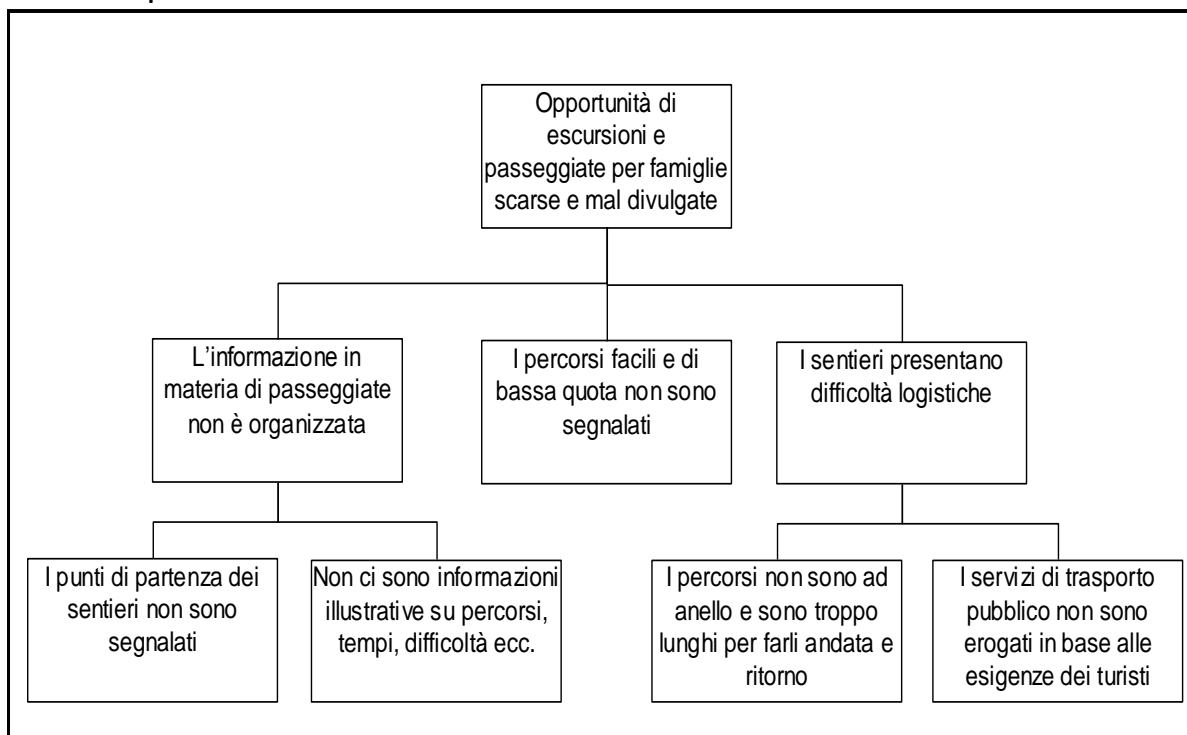 Opportunità di
escursioni e
passeggiate per famiglie
scarse e mal divulgate
L'informazione in
materia di passeggiate
non è organizzata
I percorsi facili e di
bassa quota non sono
segnalati
I sentieri presentano
difficoltà logistiche
I punti di partenza dei
sentieri non sono
segnalati
Non ci sono informazioni
illustrative su percorsi,
tempi, difficoltà ecc.
I percorsi non sono ad
anello e sono troppo
lunghi per farli andata e
ritorno
I servizi di trasporto
pubblico non sono
erogati in base alle
esigenze dei turisti